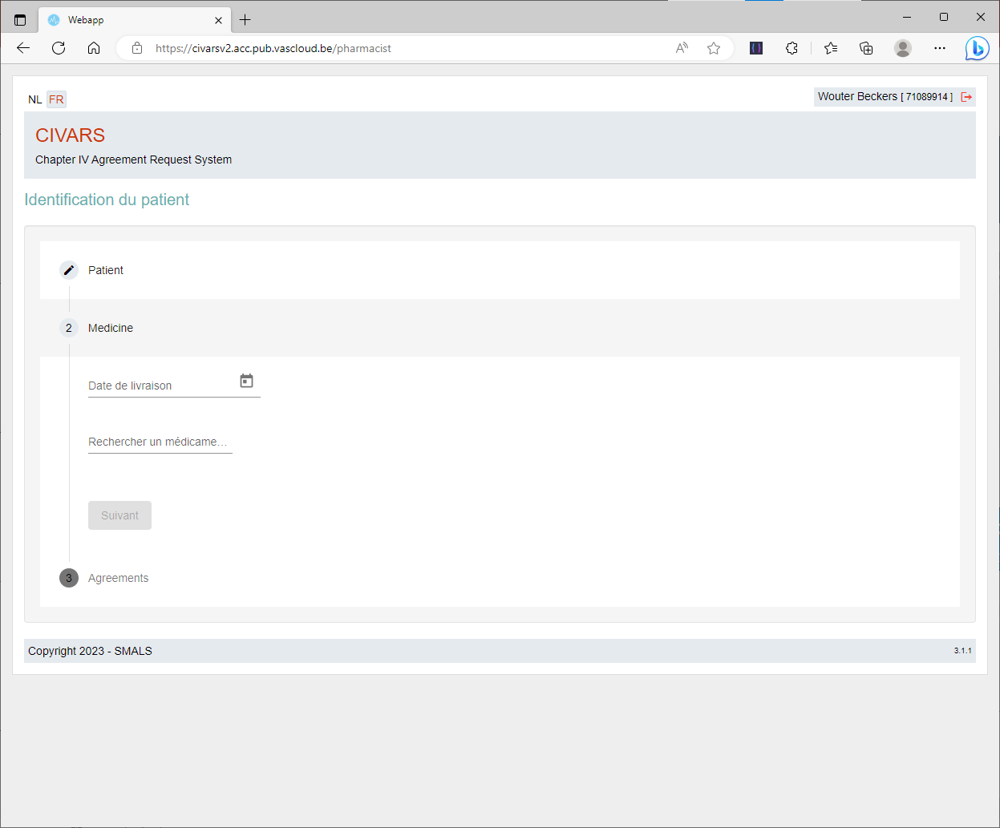 Webapp
https://civarsv2.acc.pub.vascloud.be/pharmacist
NL FR
Wouter Beckers [ 71089914 ]
CIVARS
Chapter IV Agreement Request System
Identification du patient
Patient
2 Medicine
Date de livraison
Rechercher un médicame…
Suivant
3 Agreements
Copyright 2023 - SMALS
3.1.1